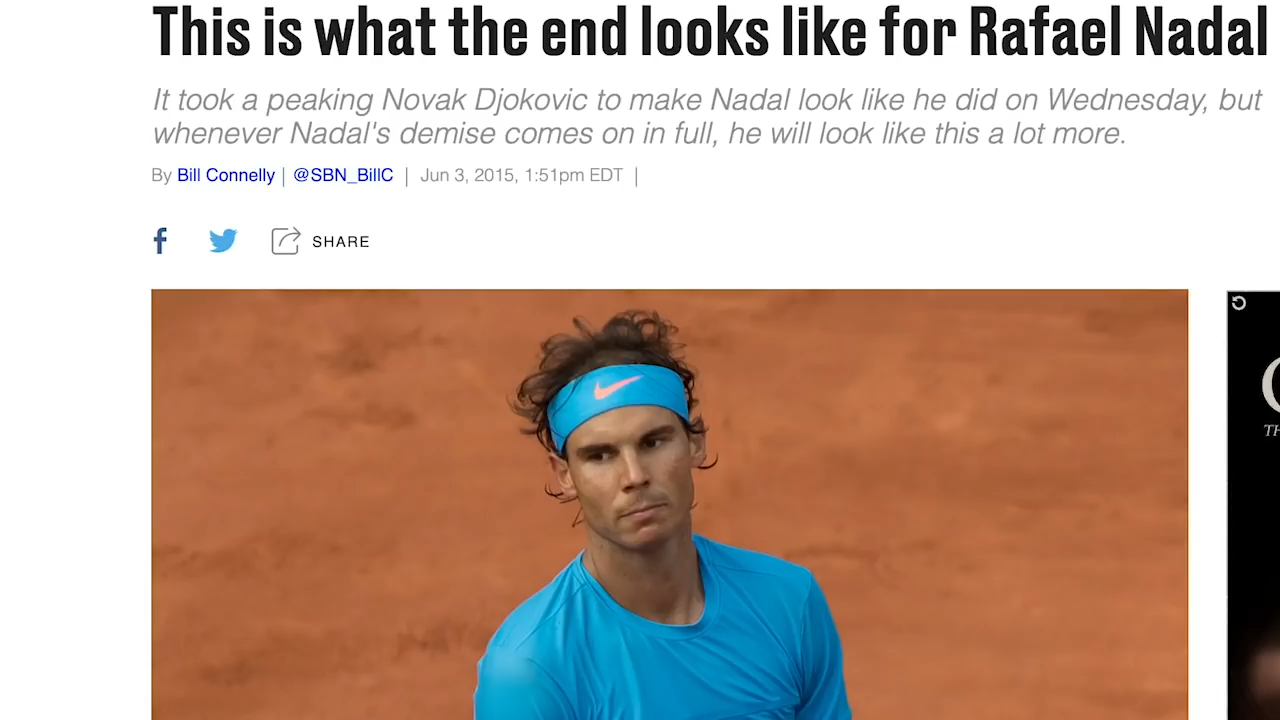 This is what the end looks like for Rafael Nadal
It took a peaking Novak Djokovic to make Nadal look like he did on Wednesday, but
whenever Nadal's demise comes on in full, he will look like this a lot more.
By Bill Connelly | @SBN_BillC | Jun 3, 2015, 1:51pm EDT |
SHARE